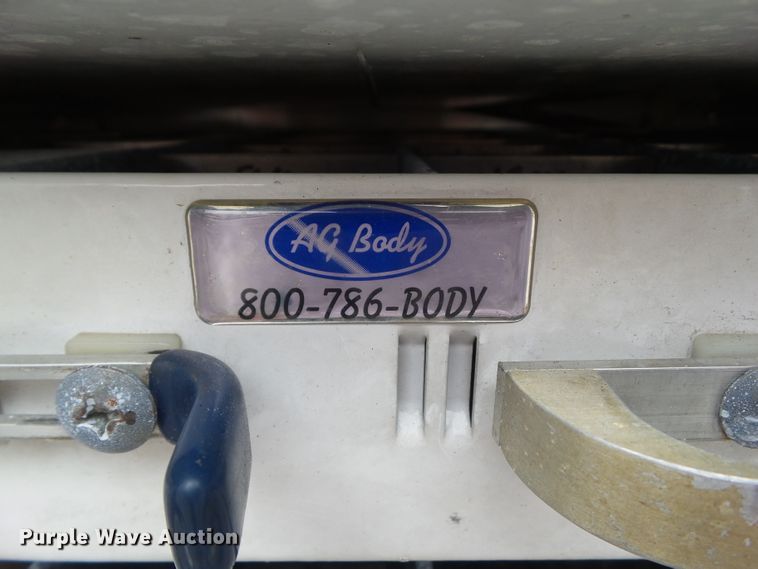 AG Body
800-786-BODY
Purple Wave Auction